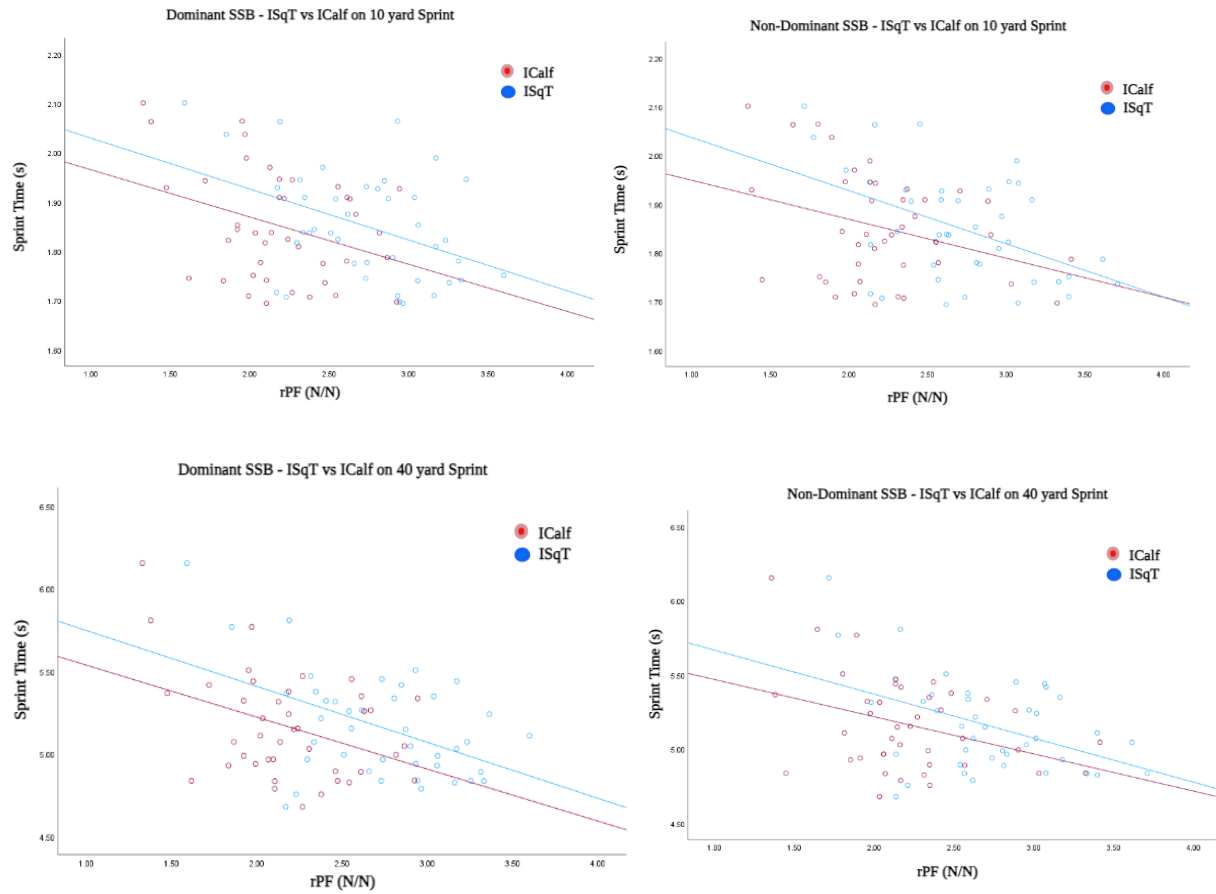 Dominant SSB - ISqT vs ICalf on 10 yard Sprint
2.20
2.10
2.00
1.90
1.80
1.70
1.60
Sprint Time (s)
ICalf
ISqT
1.00 1.50 2.00 2.50 3.00 3.50 4.00
rPF (N/N)
Non-Dominant SSB - ISqT vs ICalf on 10 yard Sprint
2.20
2.10
2.00
1.90
1.80
1.70
1.60
Sprint Time (s)
ICalf
ISqT
1.00 1.50 2.00 2.50 3.00 3.50 4.00
rPF (N/N)
Dominant SSB - ISqT vs ICalf on 40 yard Sprint
6.50
6.00
5.50
5.00
4.50
Sprint Time (s)
ICalf
ISqT
1.00 1.50 2.00 2.50 3.00 3.50 4.00
rPF (N/N)
Non-Dominant SSB - ISqT vs ICalf on 40 yard Sprint
6.50
6.00
5.50
5.00
4.50
Sprint Time (s)
ICalf
ISqT
1.00 1.50 2.00 2.50 3.00 3.50 4.00
rPF (N/N)